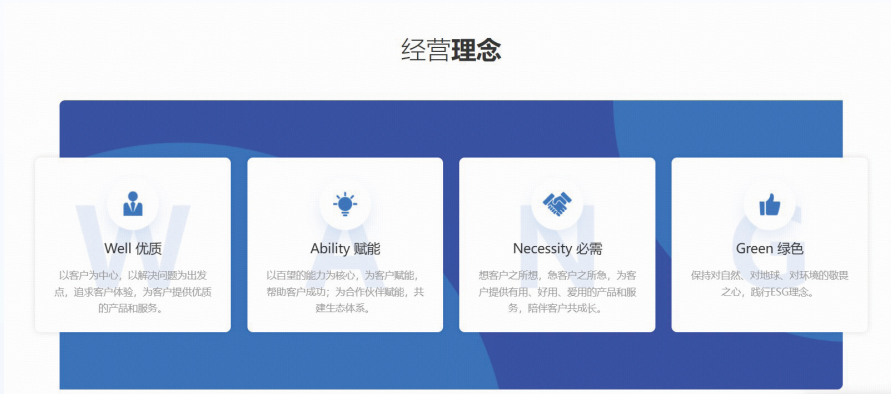 经营理念
W
Well 优质
以客户为中心，以解决问题为出发
点，追求客户体验，为客户提供优质
的产品和服务。
A
Ability 赋能
以百望的能力为核心，为客户赋能，
帮助客户成功；为合作伙伴赋能，共
建生态体系。
N
Necessity 必需
想客户之所想，急客户之所急，为客
户提供有用、好用、爱用的产品和服
务，陪伴客户共成长。
G
Green 绿色
保持对自然、对地球、对环境的敬畏
之心，践行ESG理念。